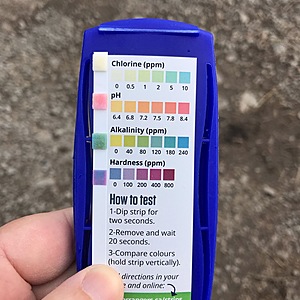 Chlorine (ppm)
0 0.5 1 2 5 10
pH
6.4 6.8 7.2 7.5 7.8 8.4
Alkalinity (ppm)
0 40 80 120 180 240
Hardness (ppm)
0 100 200 400 800
How to test
1-Dip strip for
two seconds.
2-Remove and wait
20 seconds.
3-Compare colours
(hold strip vertically).
directions in your
and online: